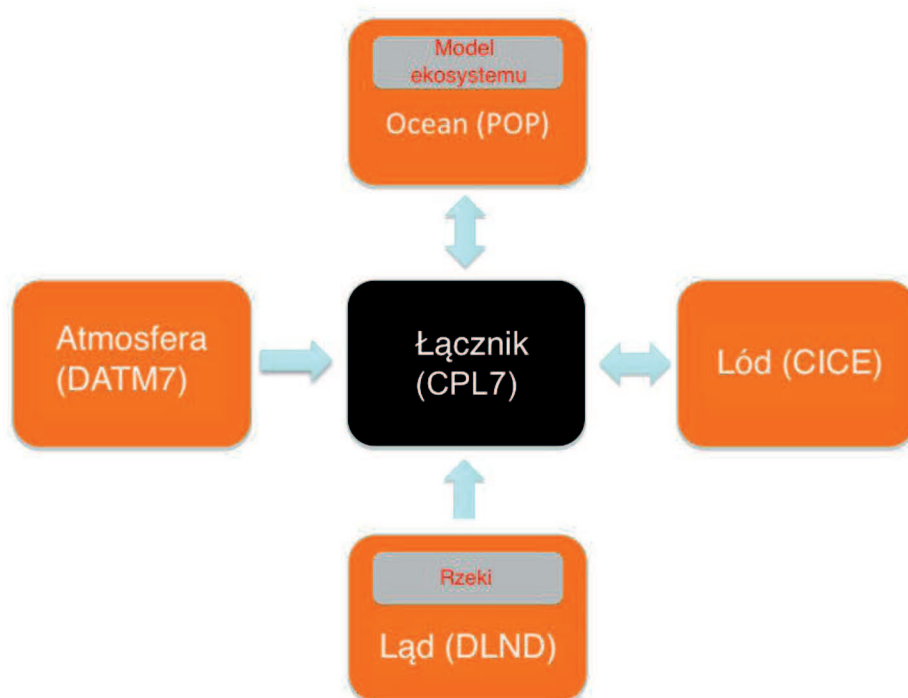 Model
ekosystemu
Ocean (POP)
Atmosfera
(DATM7)
Łącznik
(CPL7)
Lód (CICE)
Rzeki
Ląd (DLND)